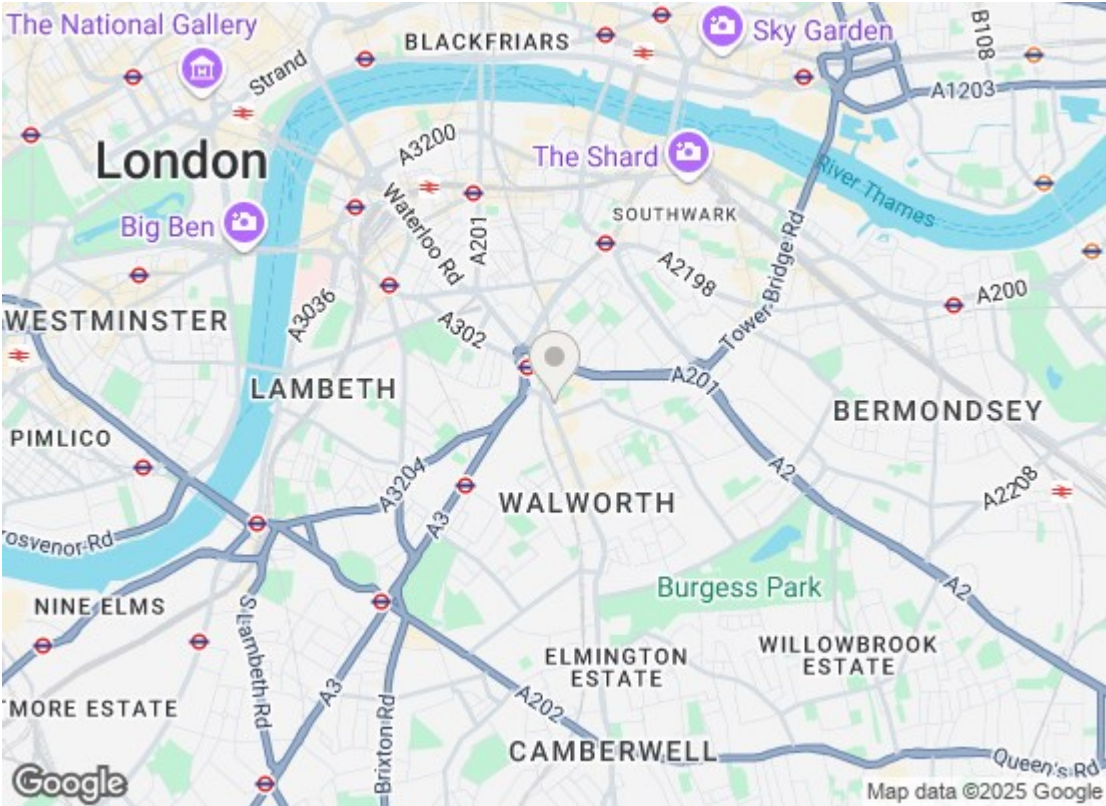 The National Gallery
Strand
BLACKFRIARS
Sky Garden
B108
A1203
London
A3200
The Shard
River Thames
Big Ben
Waterloo Rd
A201
SOUTHWARK
A2198
Tower Bridge Rd
A200
WESTMINSTER
A3036
A302
LAMBETH
A201
BERMONDSEY
PIMLICO
A3204
A2
A2208
WALWORTH
A3
rosvenor Rd
Burgess Park
A2
NINE ELMS
S Lambeth Rd
ELMINGTON
ESTATE
WILLOWBROOK
ESTATE
A3
Brixton Rd
A202
TMORE ESTATE
CAMBERWELL
Queen's Rd
Google
Map data ©2025 Google